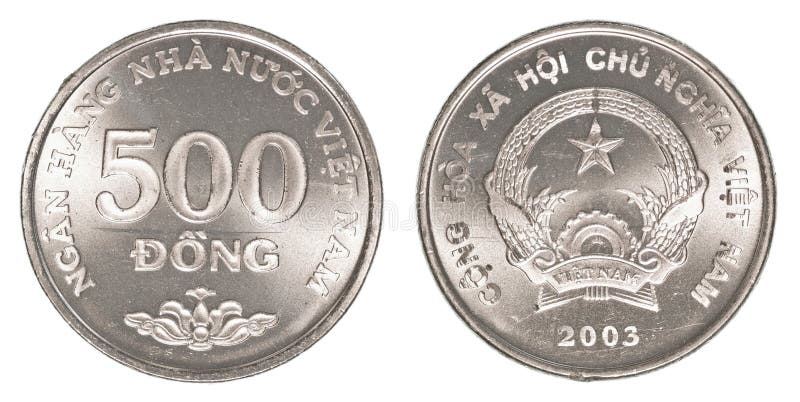 NGÂN HÀNG NHÀ NƯỚC VIỆT NAM
500
ĐỒNG
CỘNG HÒA XÃ HỘI CHỦ NGHĨA VIỆT NAM
VIỆT NAM
2003